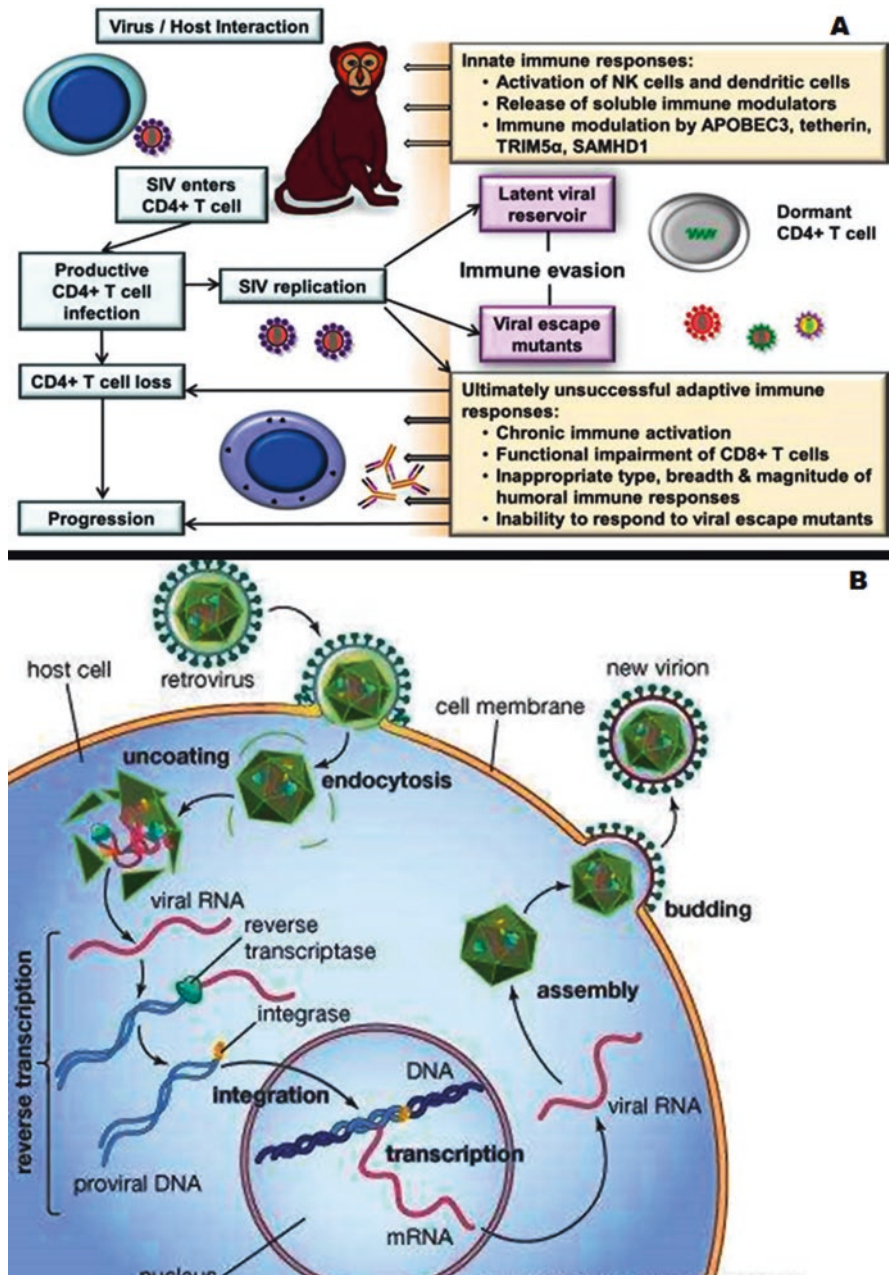 A
Virus / Host Interaction
Innate immune responses:
• Activation of NK cells and dendritic cells
• Release of soluble immune modulators
• Immune modulation by APOBEC3, tetherin,
TRIM5α, SAMHD1
SIV enters
CD4+ T cell
Latent viral
reservoir
Dormant
CD4+ T cell
Productive
CD4+ T cell
infection
SIV replication
Immune evasion
Viral escape
mutants
CD4+ T cell loss
Ultimately unsuccessful adaptive immune
responses:
• Chronic immune activation
• Functional impairment of CD8+ T cells
• Inappropriate type, breadth & magnitude of
humoral immune responses
• Inability to respond to viral escape mutants
Progression
B
host cell
retrovirus
new virion
cell membrane
uncoating
endocytosis
viral RNA
budding
reverse
transcriptase
assembly
integrase
reverse transcription
DNA
integration
viral RNA
transcription
proviral DNA
mRNA
nucleus